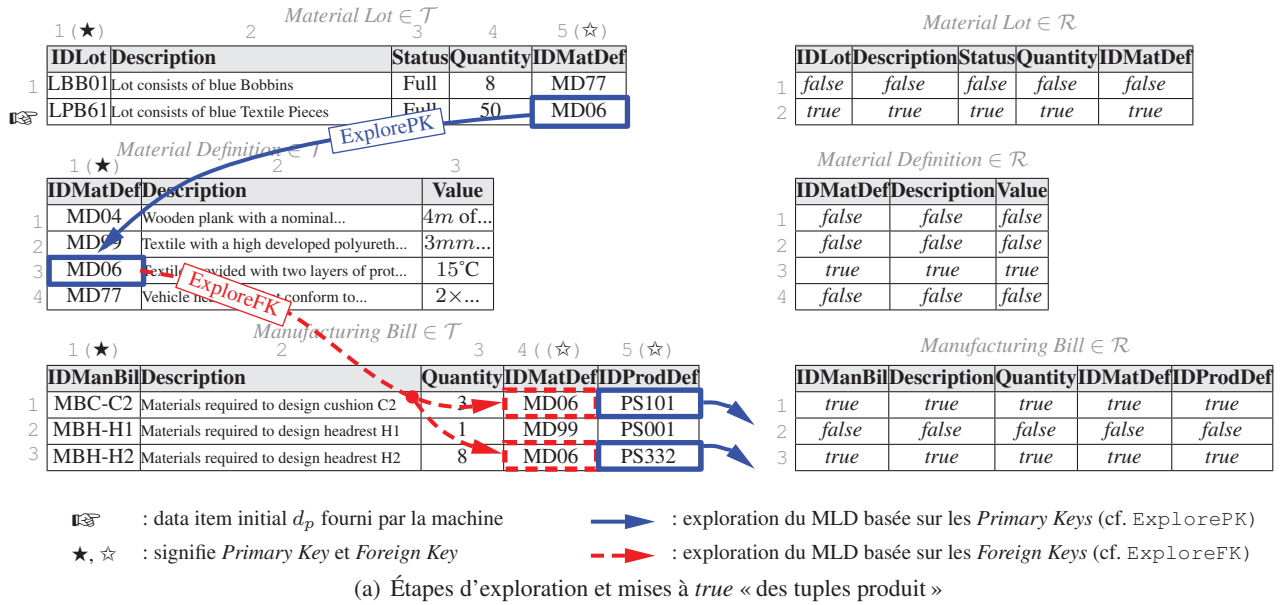 Material Lot ∈ 𝒯
1 (★) 2 3 4 5 (☆)
IDLot Description Status Quantity IDMatDef
1 LBB01 Lot consists of blue Bobbins Full 8 MD77
☞ LPB61 Lot consists of blue Textile Pieces Full 50 MD06
ExplorePK
Material Lot ∈ ℛ
IDLot Description Status Quantity IDMatDef
1 false false false false false
2 true true true true true
Material Definition ∈ 𝒯
1 (★) 2 3
IDMatDef Description Value
1 MD04 Wooden plank with a nominal... 4m of...
2 MD99 Textile with a high developed polyureth... 3mm...
3 MD06 Textile provided with two layers of prot... 15°C
4 MD77 Vehicle conform to... 2×...
ExploreFK
Material Definition ∈ ℛ
IDMatDef Description Value
1 false false false
2 false false false
3 true true true
4 false false false
Manufacturing Bill ∈ 𝒯
1 (★) 2 3 4 ((☆) 5 (☆)
IDManBil Description Quantity IDMatDef IDProdDef
1 MBC-C2 Materials required to design cushion C2 3 MD06 PS101
2 MBH-H1 Materials required to design headrest H1 1 MD99 PS001
3 MBH-H2 Materials required to design headrest H2 8 MD06 PS332
Manufacturing Bill ∈ ℛ
IDManBil Description Quantity IDMatDef IDProdDef
1 true true true true true
2 false false false false false
3 true true true true true
☞ : data item initial dp fourni par la machine
: exploration du MLD basée sur les Primary Keys (cf. ExplorePK)
★, ☆ : signifie Primary Key et Foreign Key
: exploration du MLD basée sur les Foreign Keys (cf. ExploreFK)
(a) Étapes d'exploration et mises à true « des tuples produit »